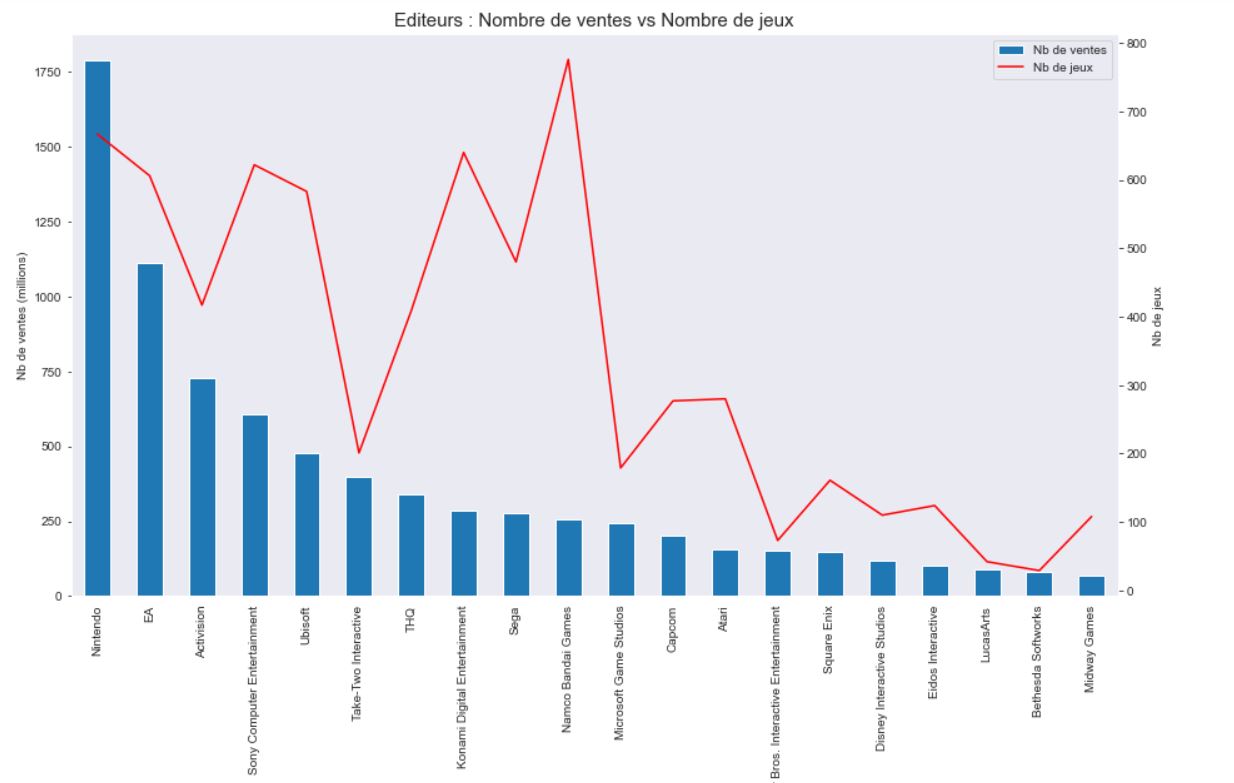 Editeurs : Nombre de ventes vs Nombre de jeux
Nb de ventes
Nb de jeux
Nb de ventes (millions)
1750
1500
1250
1000
750
500
250
0
800
700
600
500
400
300
200
100
0
Nb de jeux
Nintendo
EA
Activision
Sony Computer Entertainment
Ubisoft
Take-Two Interactive
THQ
Konami Digital Entertainment
Sega
Namco Bandai Games
Microsoft Game Studios
Capcom
Atari
Bros. Interactive Entertainment
Square Enix
Disney Interactive Studios
Eidos Interactive
LucasArts
Bethesda Softworks
Midway Games